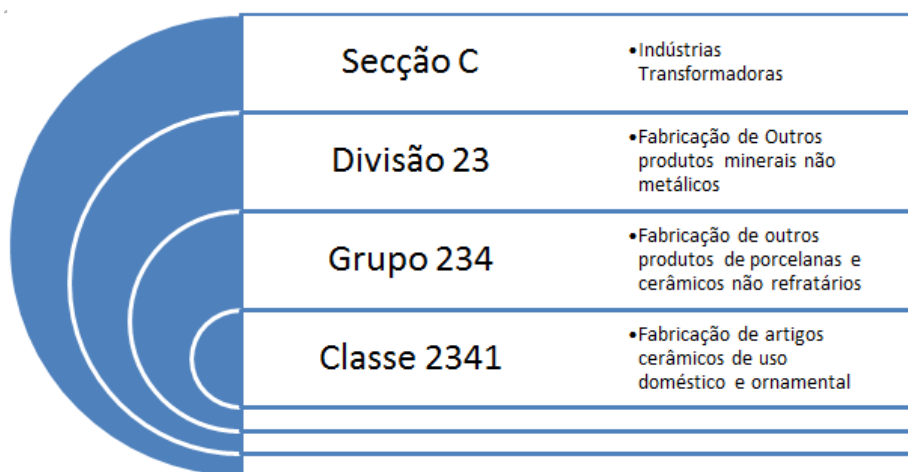 Secção C
•Indústrias
Transformadoras
Divisão 23
•Fabricação de Outros
produtos minerais não
metálicos
Grupo 234
•Fabricação de outros
produtos de porcelanas e
cerâmicos não refratários
Classe 2341
•Fabricação de artigos
cerâmicos de uso
doméstico e ornamental